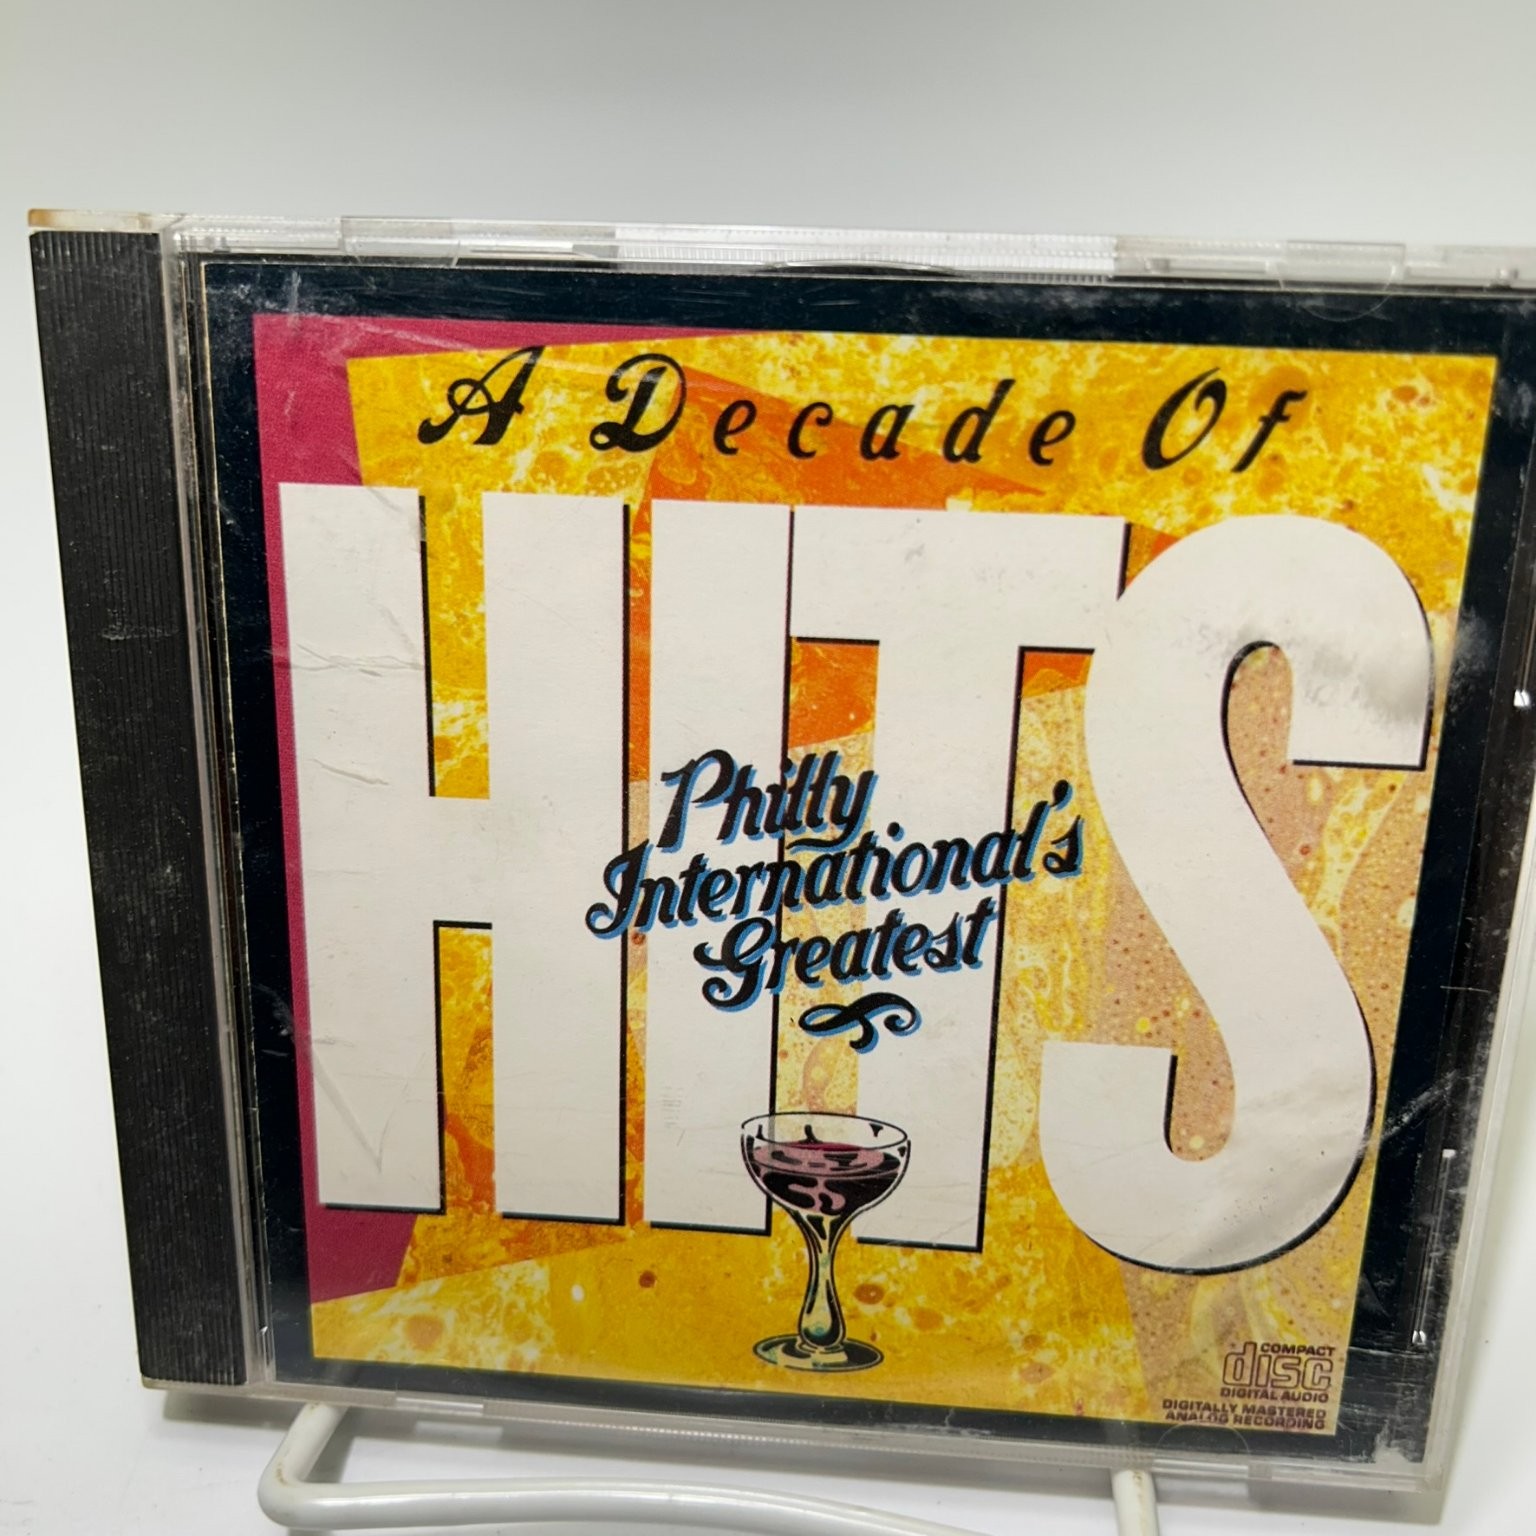 A Decade Of
HITS
Philly
International's
Greatest
COMPACT
disc
DIGITAL AUDIO
DIGITALLY MASTERED
ANALOG RECORDING